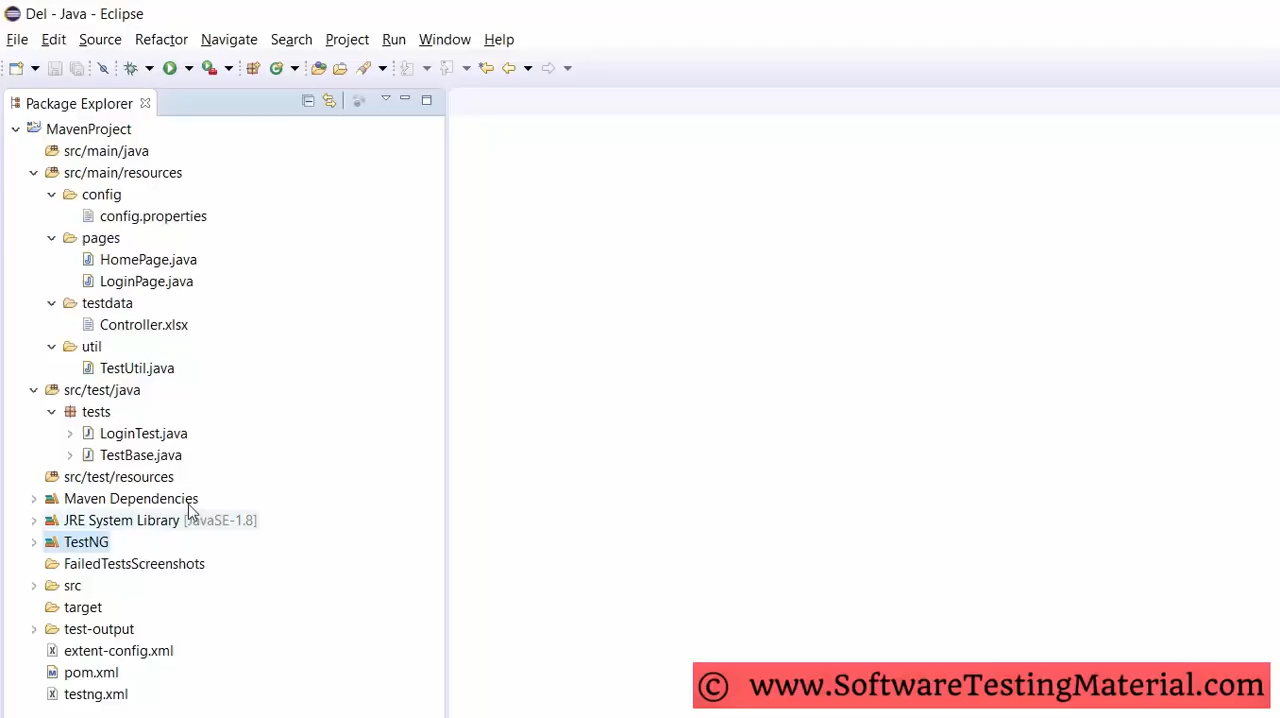 Del - Java - Eclipse
File Edit Source Refactor Navigate Search Project Run Window Help
Package Explorer
MavenProject
src/main/java
src/main/resources
config
config.properties
pages
HomePage.java
LoginPage.java
testdata
Controller.xlsx
util
TestUtil.java
src/test/java
tests
LoginTest.java
TestBase.java
src/test/resources
Maven Dependencies
JRE System Library [JavaSE-1.8]
TestNG
FailedTestsScreenshots
src
target
test-output
extent-config.xml
pom.xml
testng.xml
© www.SoftwareTestingMaterial.com